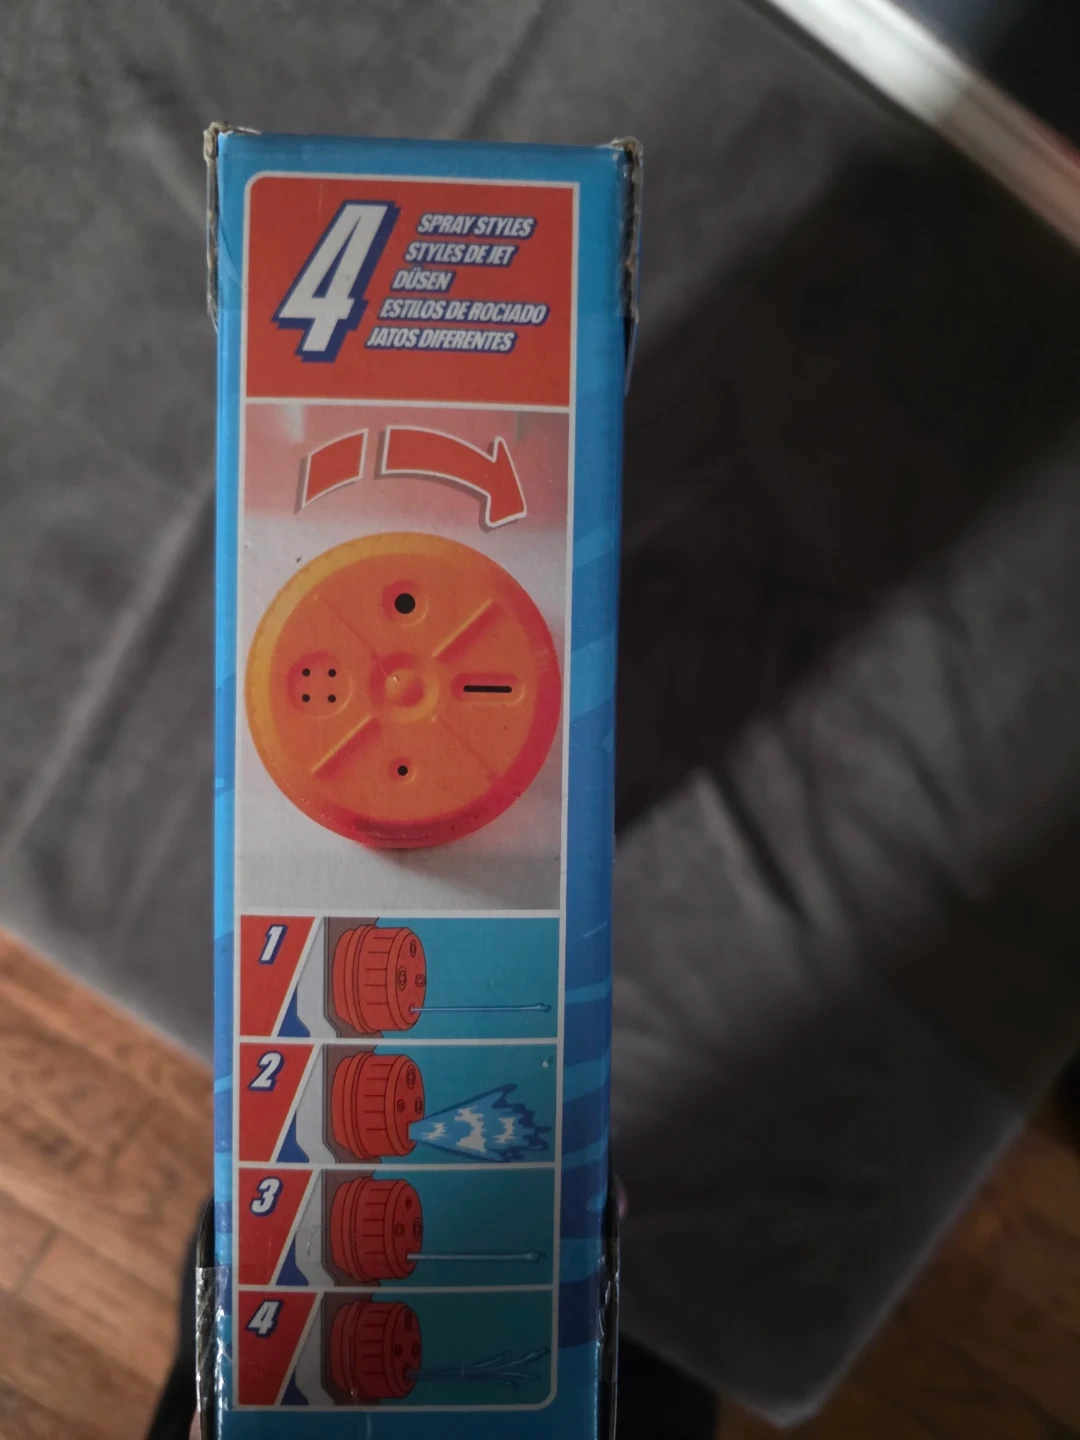 4
SPRAY STYLES
STYLES DE JET
DÜSEN
ESTILOS DE ROCIADO
JATOS DIFERENTES
1
2
3
4